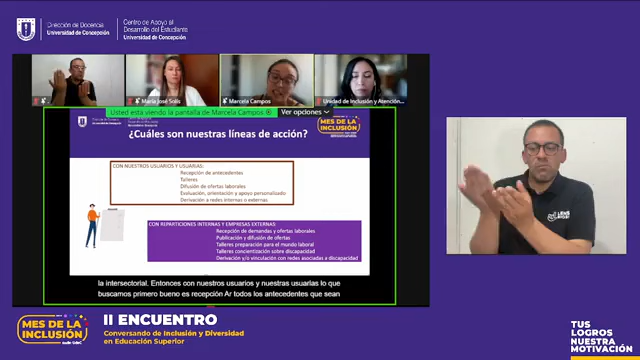 Dirección de Docencia
Universidad de Concepción
Centro de Apoyo al
Desarrollo del Estudiante
Universidad de Concepción
María José Solis
Marcela Campos
Unidad de Inclusión y Atención...
Usted está viendo la pantalla de Marcela Campos
Ver opciones
¿Cuáles son nuestras líneas de acción?
MES DE LA
INCLUSIÓN
CON NUESTROS USUARIOS Y USUARIAS:
Recepción de antecedentes
Talleres
Difusión de ofertas laborales
Evaluación, orientación y apoyo personalizado
Derivación a redes internas o externas
CON REPARTICIONES INTERNAS Y EMPRESAS EXTERNAS:
Recepción de demandas y ofertas laborales
Publicación y difusión de ofertas
Talleres preparación para el mundo laboral
Talleres concientización sobre discapacidad
Derivación y/o vinculación con redes asociadas a discapacidad
la intersectorial. Entonces con nuestros usuarios y nuestras usuarlas lo que
buscamos primero bueno es recepción Ar todos los antecedentes que sean
MES DE LA
INCLUSIÓN
II ENCUENTRO
Conversando de Inclusión y Diversidad
en Educación Superior
TUS
LOGROS
NUESTRA
MOTIVACIÓN